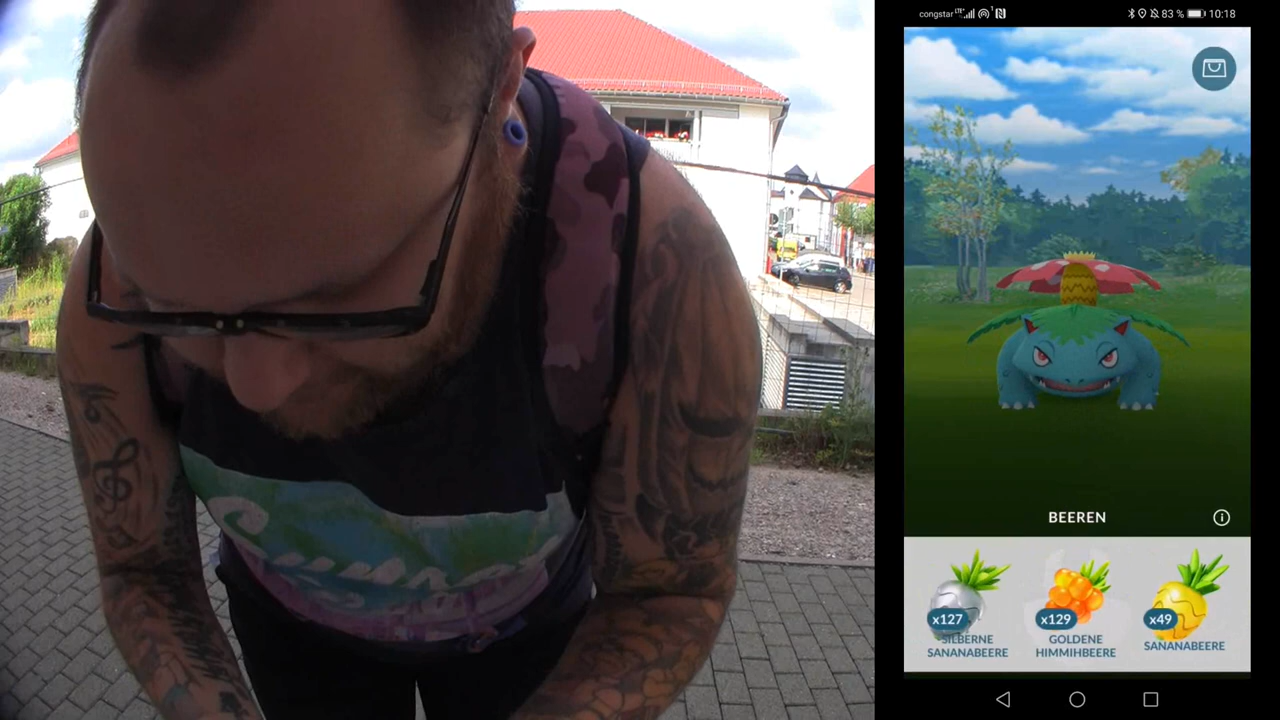 congstar
83 %
10:18
BEEREN
x127
x129
x49
SILBERNE
SANANABEERE
GOLDENE
HIMMIHBEERE
SANANABEERE